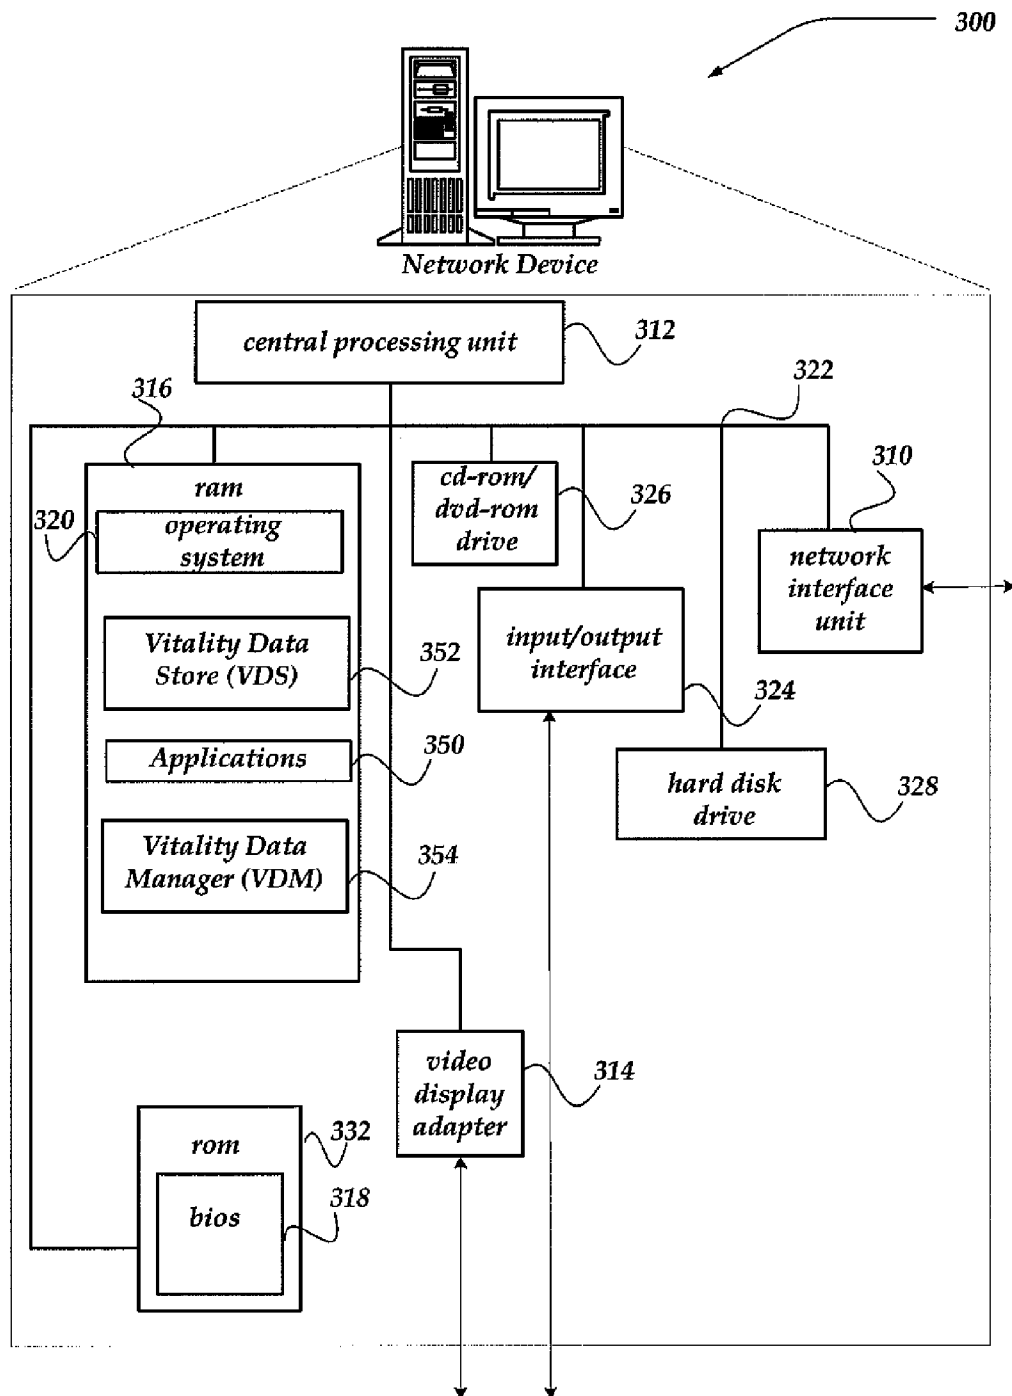 300
Network Device
central processing unit
312
316
322
ram
320
operating
system
cd-rom/
dvd-rom
drive
326
310
network
interface
unit
Vitality Data
Store (VDS)
352
input/output
interface
324
Applications
350
hard disk
drive
328
Vitality Data
Manager (VDM)
354
video
display
adapter
314
rom
332
bios
318